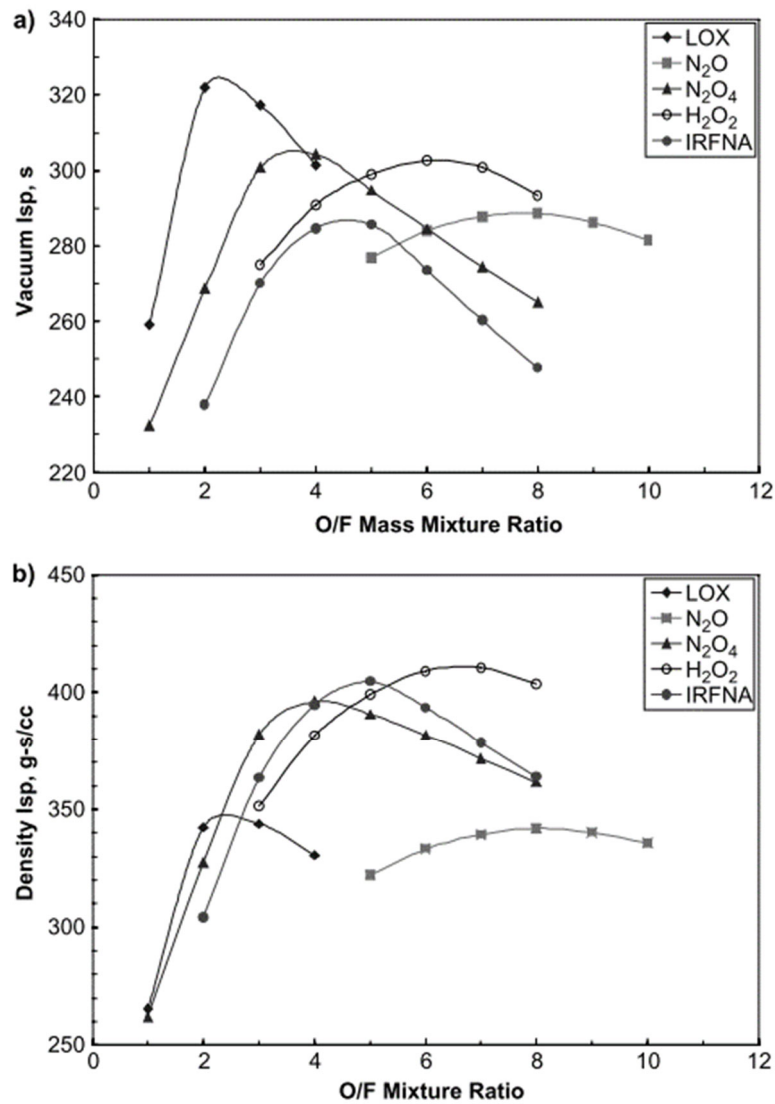 a)
340
320
300
280
260
240
220
Vacuum Isp, s
0 2 4 6 8 10 12
O/F Mass Mixture Ratio
LOX
N₂O
N₂O₄
H₂O₂
IRFNA
b)
450
400
350
300
250
Density Isp, g-s/cc
0 2 4 6 8 10 12
O/F Mixture Ratio
LOX
N₂O
N₂O₄
H₂O₂
IRFNA